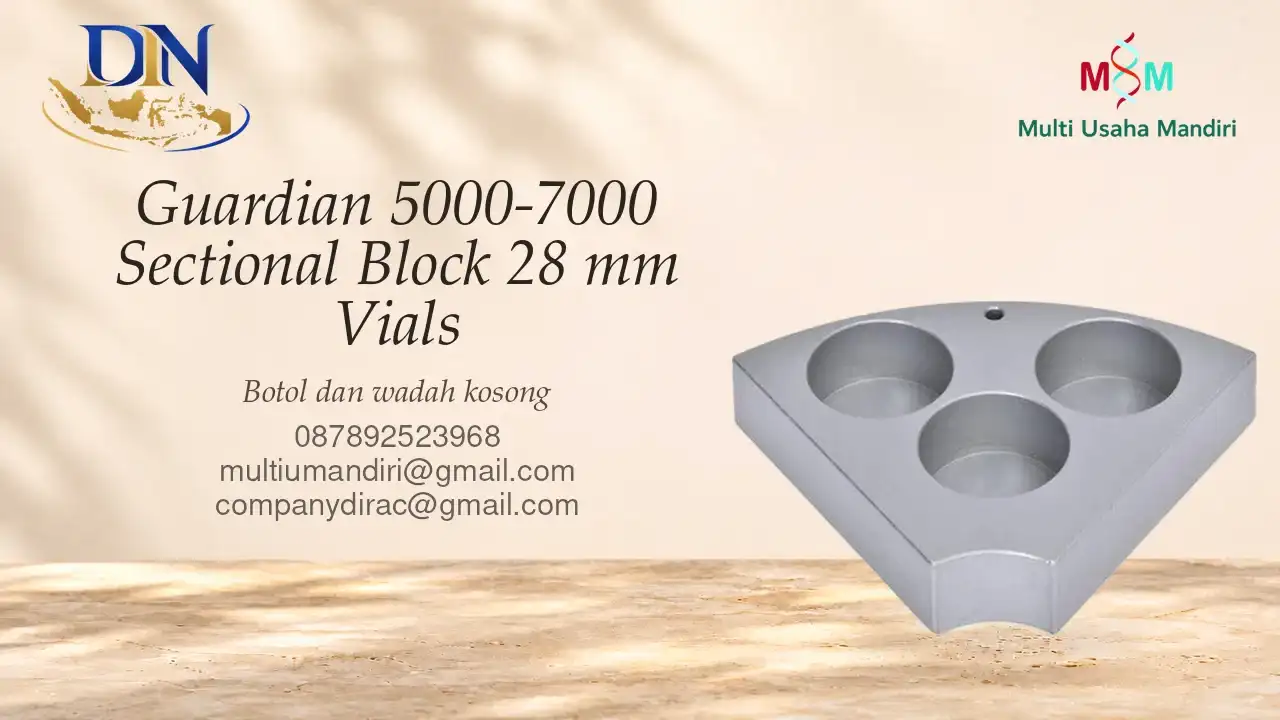 DIN
M M
Multi Usaha Mandiri
Guardian 5000-7000
Sectional Block 28 mm
Vials
Botol dan wadah kosong
087892523968
multiumandiri@gmail.com
companydirac@gmail.com